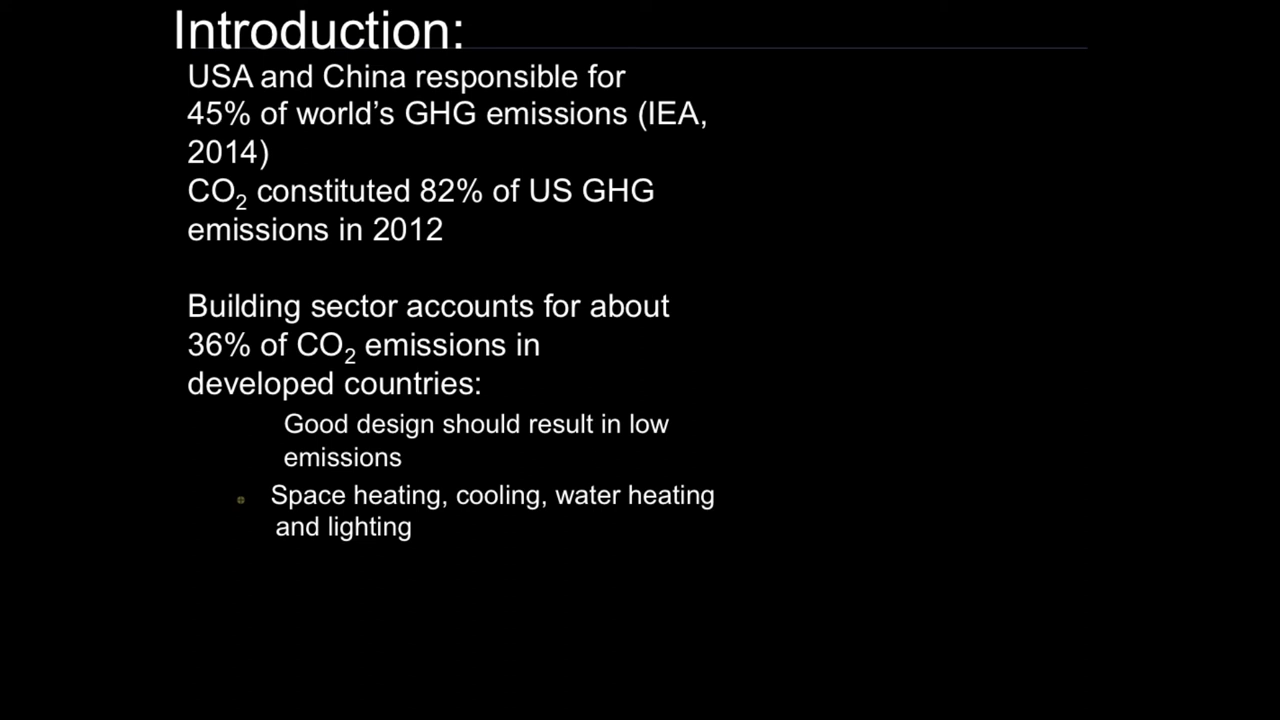 Introduction:
USA and China responsible for
45% of world's GHG emissions (IEA,
2014)
CO₂ constituted 82% of US GHG
emissions in 2012
Building sector accounts for about
36% of CO₂ emissions in
developed countries:
Good design should result in low
emissions
Space heating, cooling, water heating
and lighting